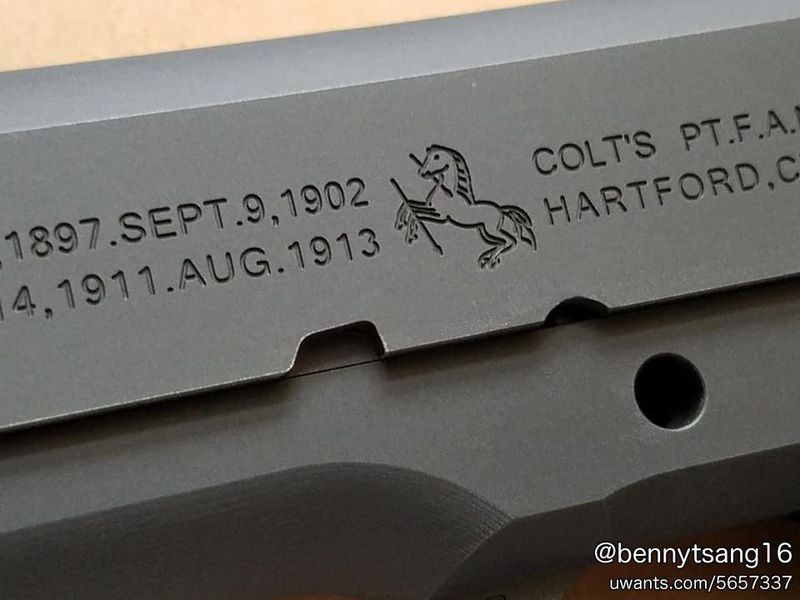 ,1897.SEPT.9,1902
14,1911.AUG.1913
COLT'S PT.F.A.
HARTFORD,C
@bennytsang16
uwants.com/5657337